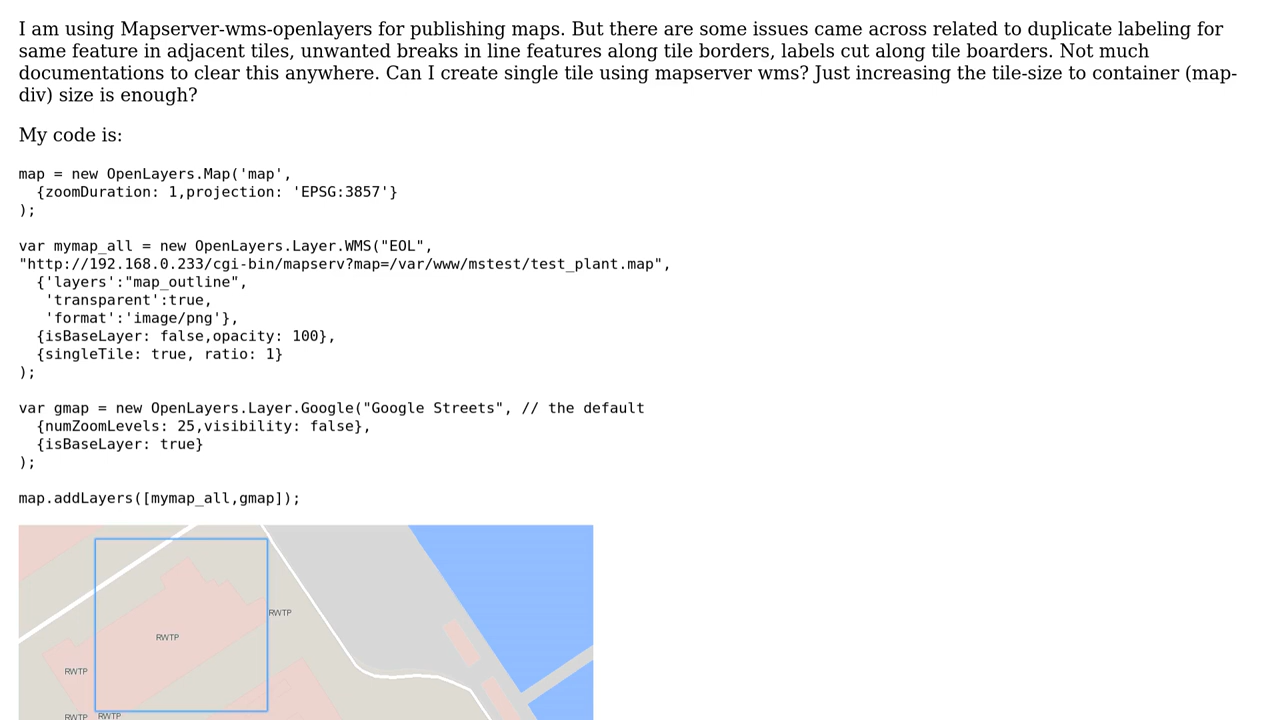 I am using Mapserver-wms-openlayers for publishing maps. But there are some issues came across related to duplicate labeling for
same feature in adjacent tiles, unwanted breaks in line features along tile borders, labels cut along tile boarders. Not much
documentations to clear this anywhere. Can I create single tile using mapserver wms? Just increasing the tile-size to container (map-
div) size is enough?
My code is:
map = new OpenLayers.Map('map',
  {zoomDuration: 1,projection: 'EPSG:3857'}
);
var mymap_all = new OpenLayers.Layer.WMS("EOL",
"http://192.168.0.233/cgi-bin/mapserv?map=/var/www/mstest/test_plant.map",
  {'layers':"map_outline",
   'transparent':true,
   'format':'image/png'},
  {isBaseLayer: false,opacity: 100},
  {singleTile: true, ratio: 1}
);
var gmap = new OpenLayers.Layer.Google("Google Streets", // the default
  {numZoomLevels: 25,visibility: false},
  {isBaseLayer: true}
);
map.addLayers([mymap_all,gmap]);
RWTP
RWTP
RWTP
RWTP RWTP